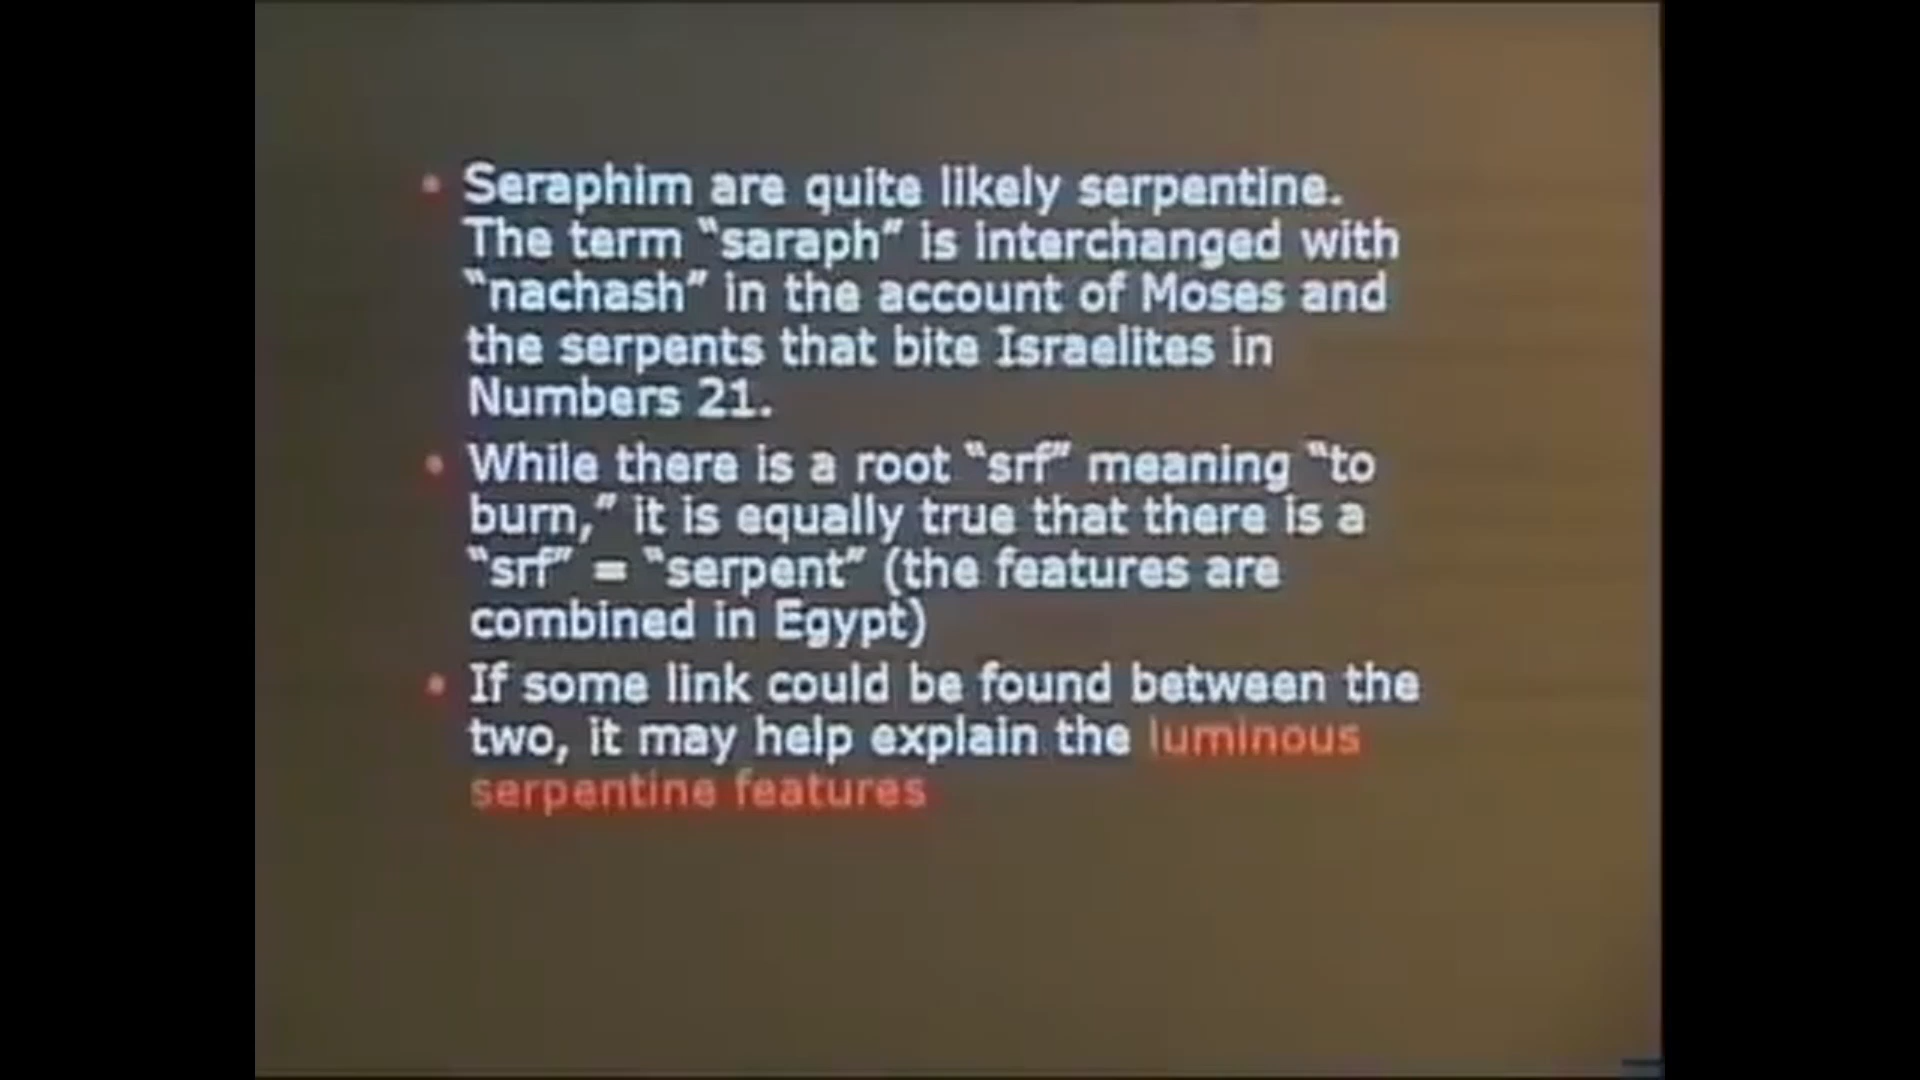 • Seraphim are quite likely serpentine.
The term “saraph” is interchanged with
“nachash” in the account of Moses and
the serpents that bite Israelites in
Numbers 21.
• While there is a root “srf” meaning “to
burn,” it is equally true that there is a
“srf” = “serpent” (the features are
combined in Egypt)
• If some link could be found between the
two, it may help explain the luminous
serpentine features